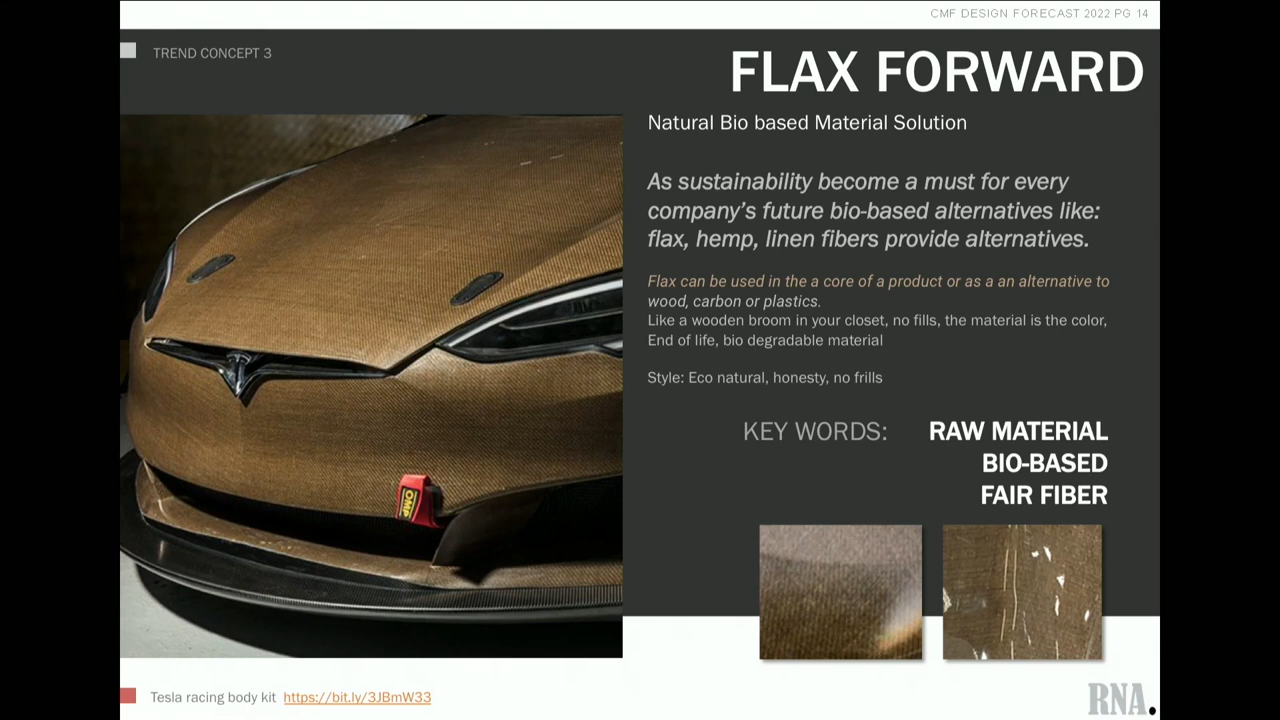 CMF DESIGN FORECAST 2022 PG 14
TREND CONCEPT 3
FLAX FORWARD
Natural Bio based Material Solution
As sustainability become a must for every
company's future bio-based alternatives like:
flax, hemp, linen fibers provide alternatives.
Flax can be used in the a core of a product or as a an alternative to
wood, carbon or plastics.
Like a wooden broom in your closet, no fills, the material is the color,
End of life, bio degradable material
Style: Eco natural, honesty, no frills
KEY WORDS: RAW MATERIAL
BIO-BASED
FAIR FIBER
OMP
Tesla racing body kit https://bit.ly/3JBmW33
RNA.